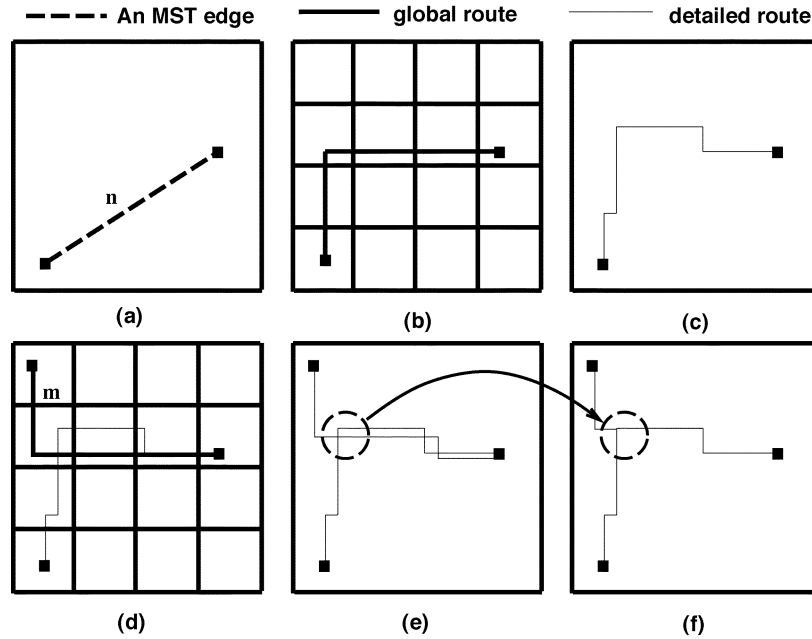 An MST edge global route detailed route
n
(a) (b) (c)
m
(d) (e) (f)